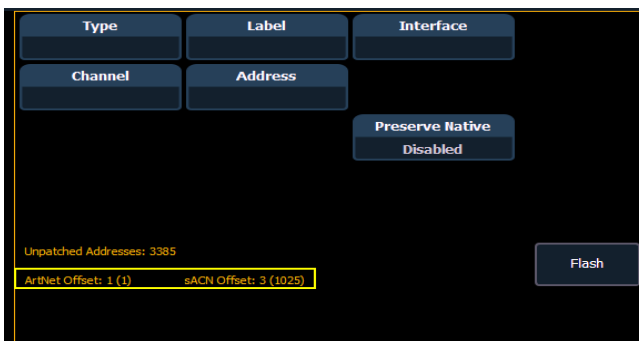 Type Label Interface
Channel Address
Preserve Native
Disabled
Unpatched Addresses: 3385
Flash
ArtNet Offset: 1 (1) sACN Offset: 3 (1025)